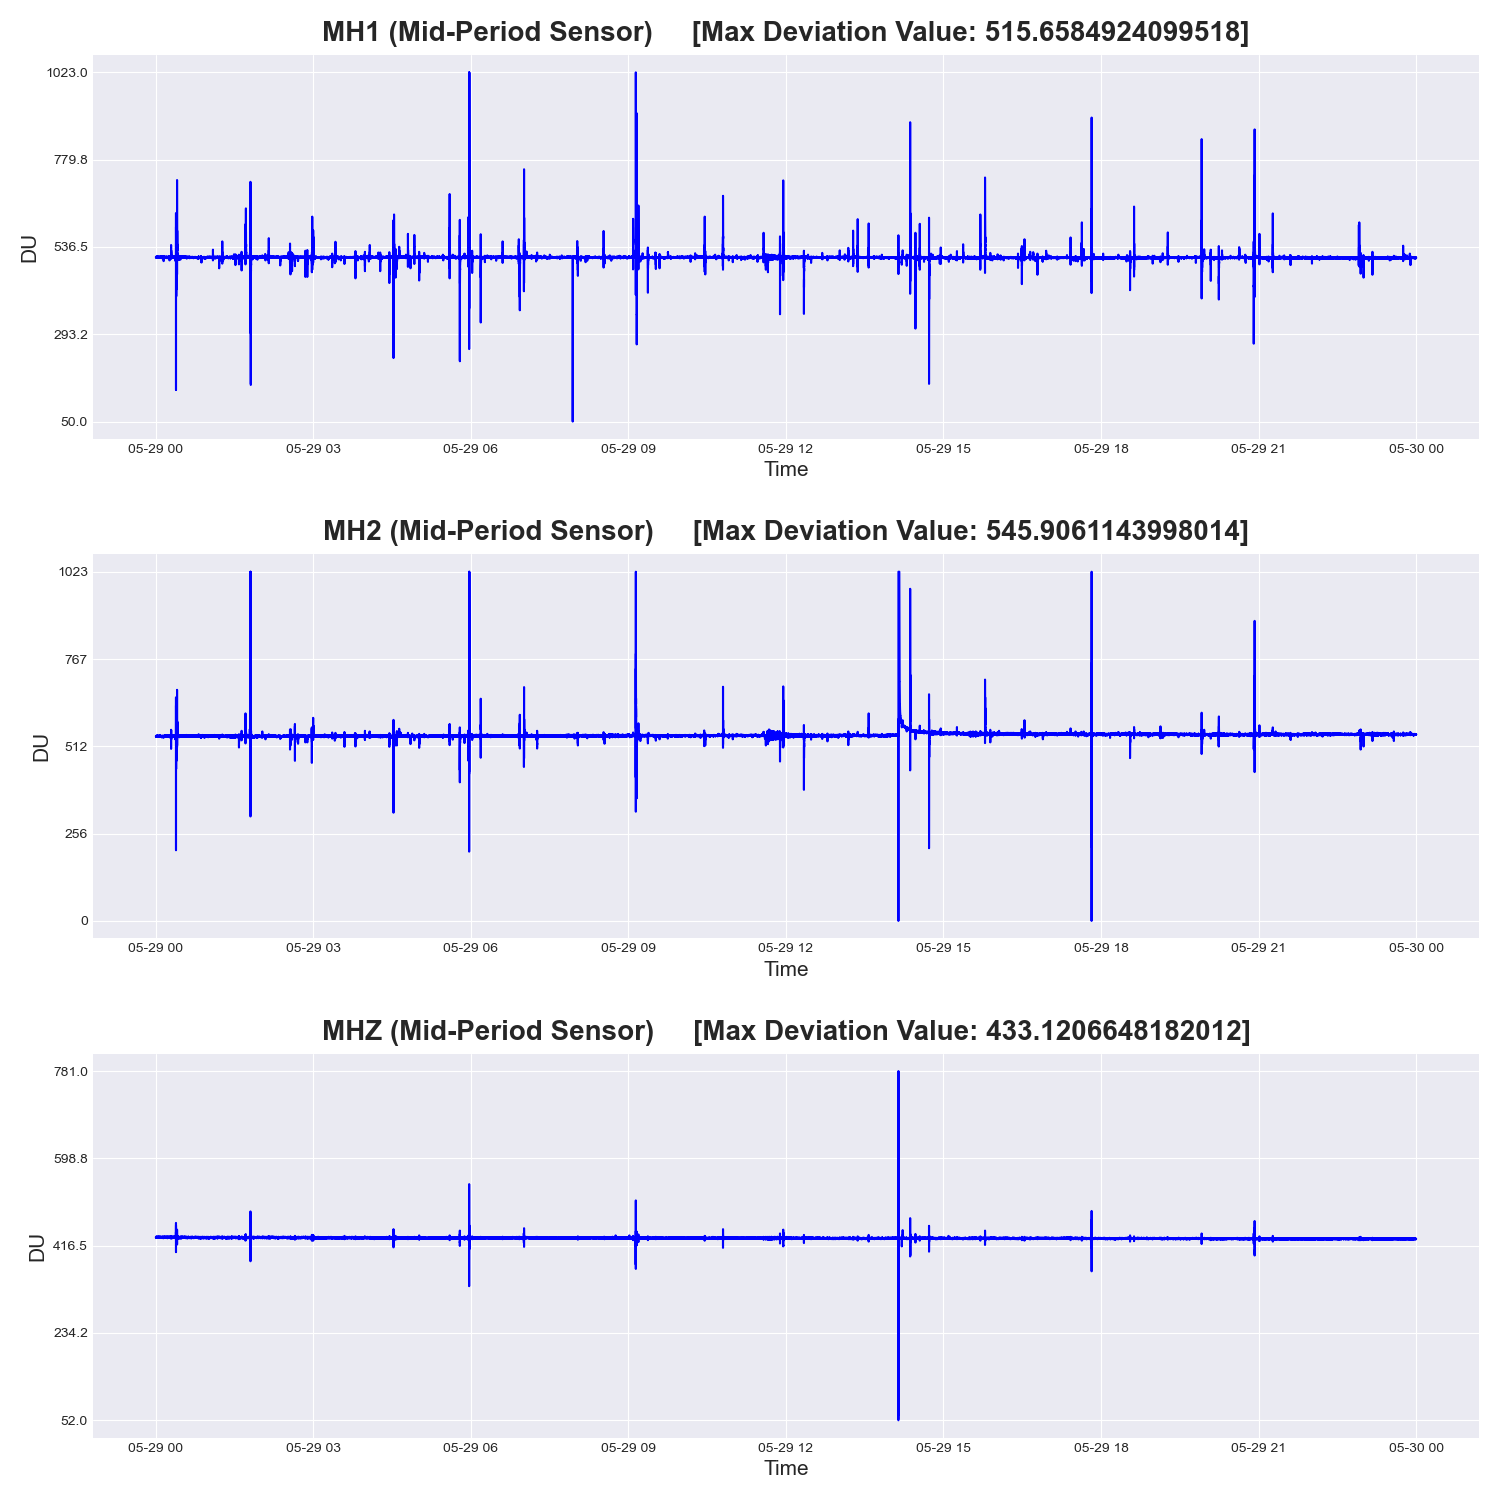 MH1 (Mid-Period Sensor) [Max Deviation Value: 515.6584924099518]
1023.0
779.8
536.5
293.2
50.0
DU
05-29 00 05-29 03 05-29 06 05-29 09 05-29 12 05-29 15 05-29 18 05-29 21 05-30 00
Time
MH2 (Mid-Period Sensor) [Max Deviation Value: 545.9061143998014]
1023
767
512
256
0
DU
05-29 00 05-29 03 05-29 06 05-29 09 05-29 12 05-29 15 05-29 18 05-29 21 05-30 00
Time
MHZ (Mid-Period Sensor) [Max Deviation Value: 433.1206648182012]
781.0
598.8
416.5
234.2
52.0
DU
05-29 00 05-29 03 05-29 06 05-29 09 05-29 12 05-29 15 05-29 18 05-29 21 05-30 00
Time